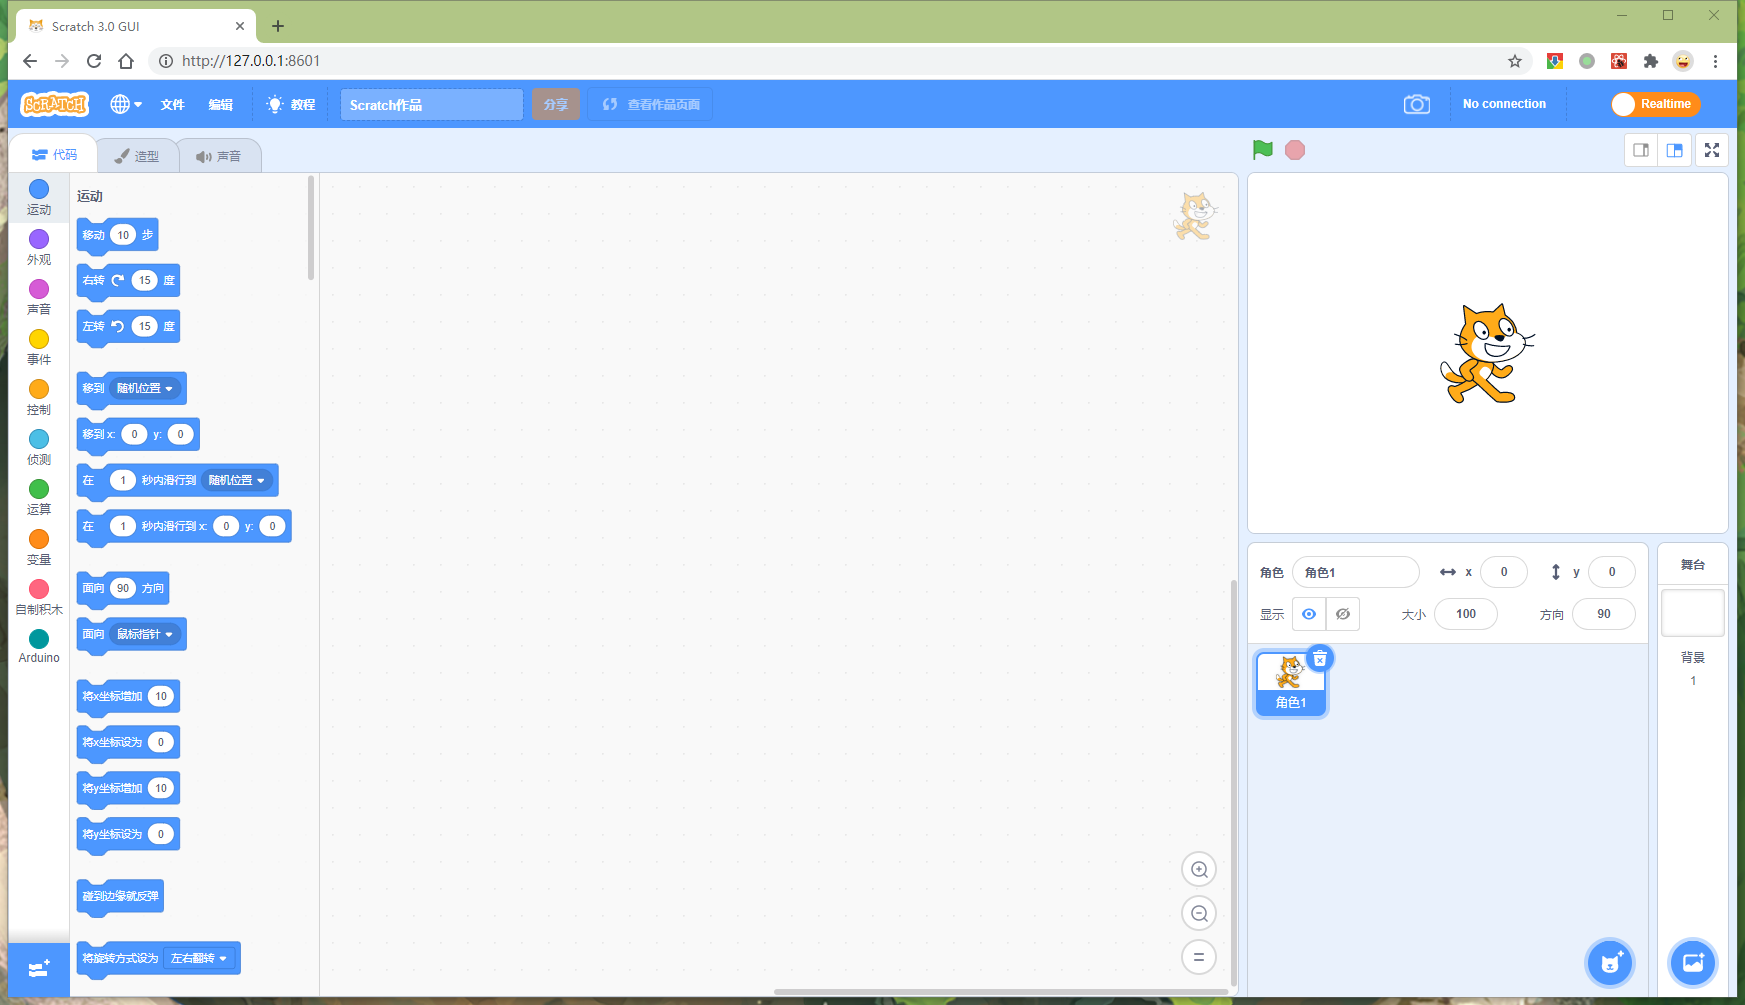 Scratch 3.0 GUI
http://127.0.0.1:8601
SCRATCH 文件 编辑 教程 Scratch作品 分享 查看作品页面 No connection Realtime
代码 造型 声音
运动
外观
声音
事件
控制
侦测
运算
变量
自制积木
Arduino
运动
移动 10 步
右转 15 度
左转 15 度
移到 随机位置
移到 x: 0 y: 0
在 1 秒内滑行到 随机位置
在 1 秒内滑行到 x: 0 y: 0
面向 90 方向
面向 鼠标指针
将x坐标增加 10
将x坐标设为 0
将y坐标增加 10
将y坐标设为 0
碰到边缘就反弹
将旋转方式设为 左右翻转
角色 角色1 x 0 y 0
显示 大小 100 方向 90
角色1
舞台
背景
1